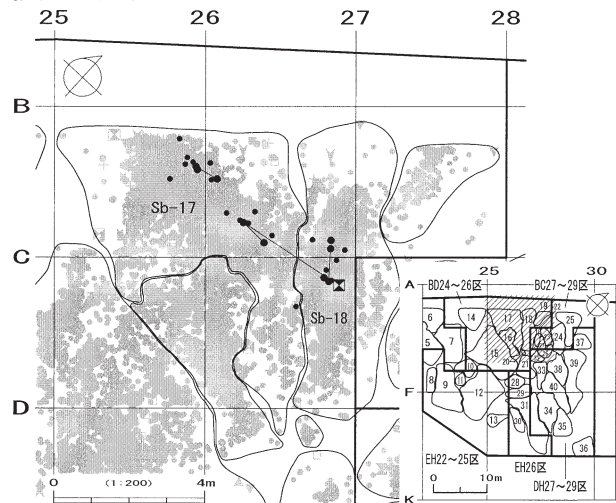 25 26 27 28
B
Sb-17
C
Sb-18
D
0 (1:200) 4m
25 30
BD24～26区 BC27～29区
A
6 14 17 18 19 22 25
5 7 16 24 37
15 20 21
8 9 10 11 12 28 33 38 39
F
29 40
13 31 34
30 35
36
EH22～25区 EH26区
DH27～29区
0 10m
K